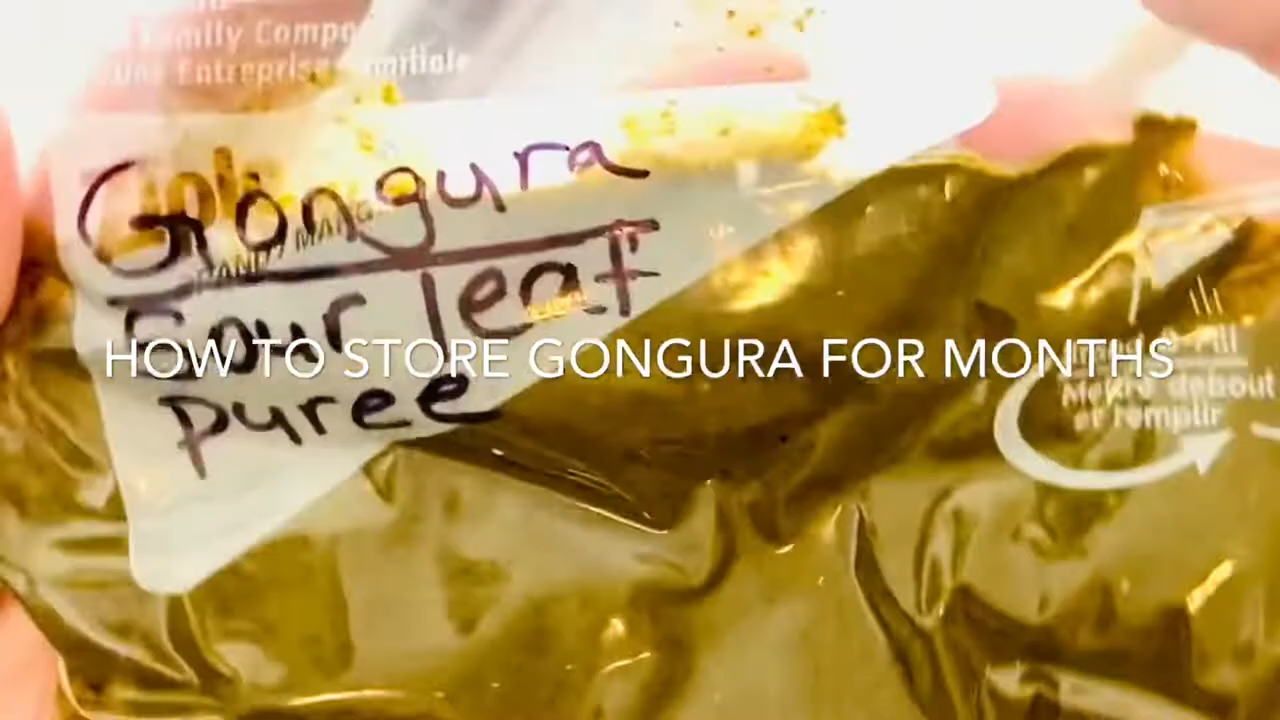 Family Compa
Une Entreprise Familiale
Gongura
Sour leaf
HOW TO STORE GONGURA FOR MONTHS
puree
Mettre debout
et remplir